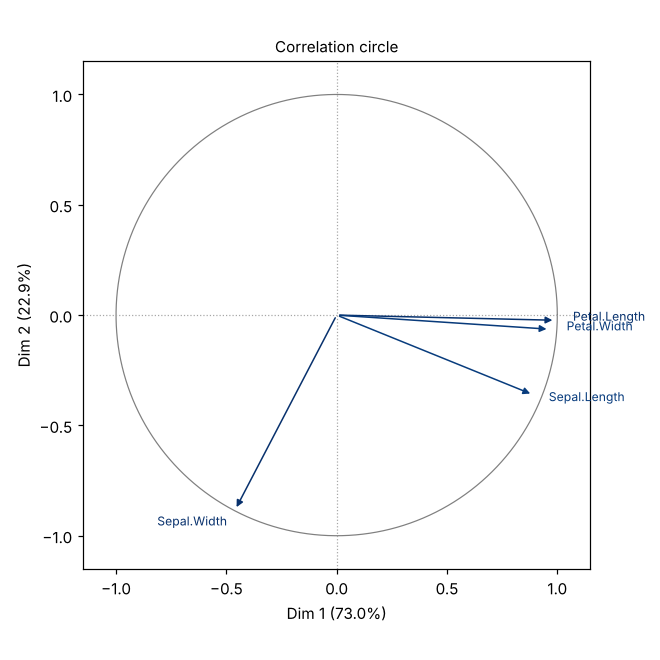 Correlation circle
1.0
0.5
0.0
−0.5
−1.0
Dim 2 (22.9%)
Petal.Length
Petal.Width
Sepal.Length
Sepal.Width
−1.0 −0.5 0.0 0.5 1.0
Dim 1 (73.0%)